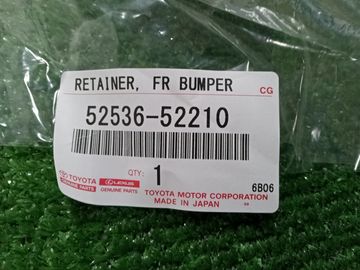 RETAINER, FR BUMPER CG
52536-52210
QTY: 1
TOYOTA LEXUS
GENUINE PARTS GENUINE PARTS
TOYOTA MOTOR CORPORATION
MADE IN JAPAN
6B06